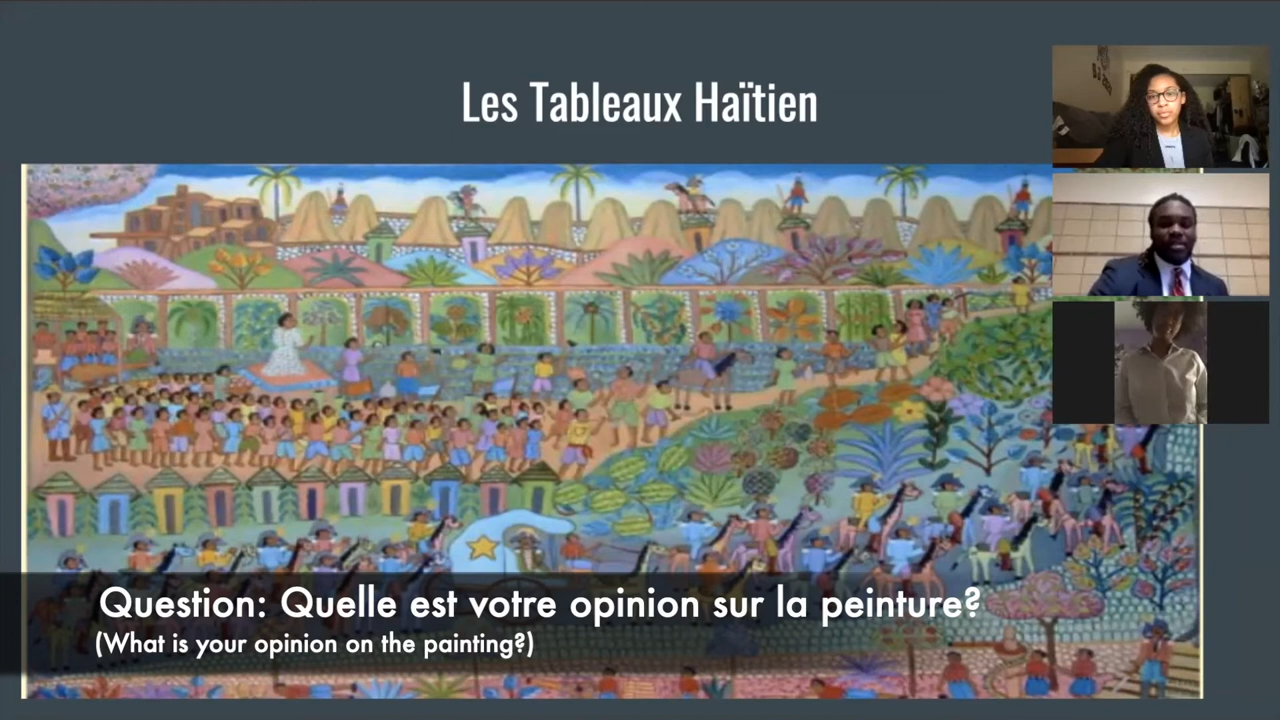 Les Tableaux Haïtien
Question: Quelle est votre opinion sur la peinture?
(What is your opinion on the painting?)